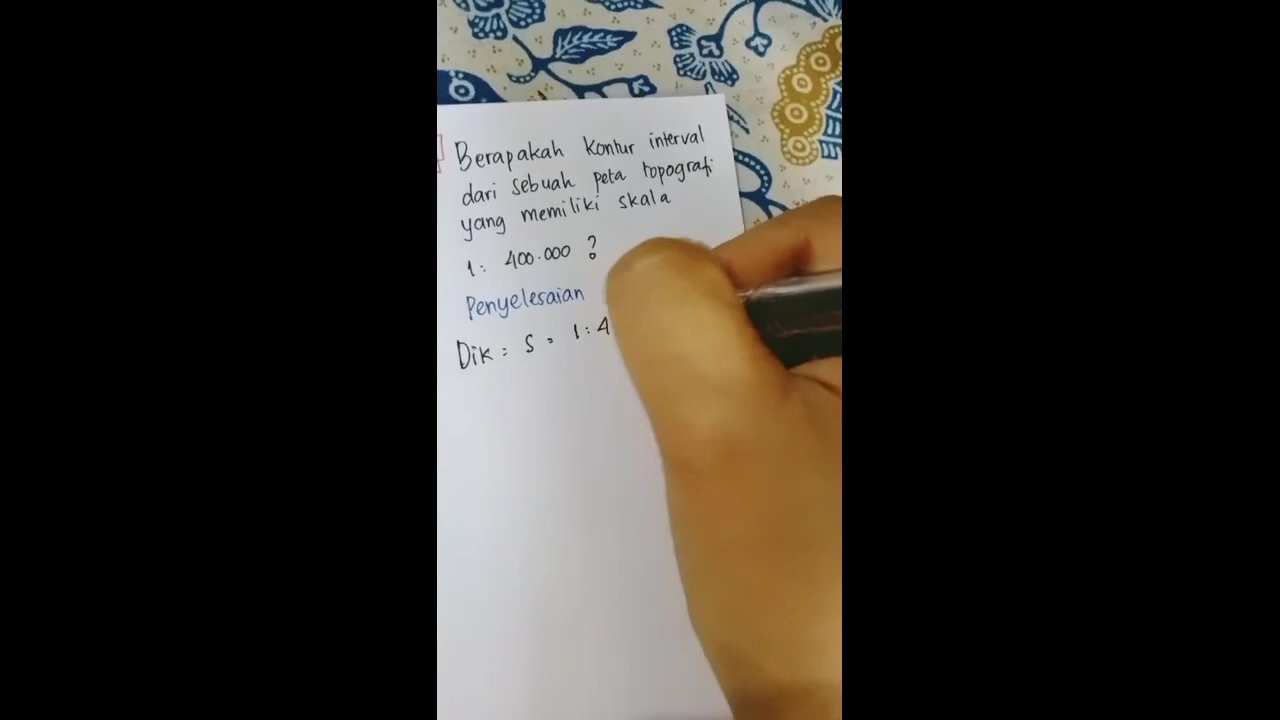 Berapakah kontur interval
dari sebuah peta topografi
yang memiliki skala
1: 400.000 ?
Penyelesaian
Dik : S = 1:4